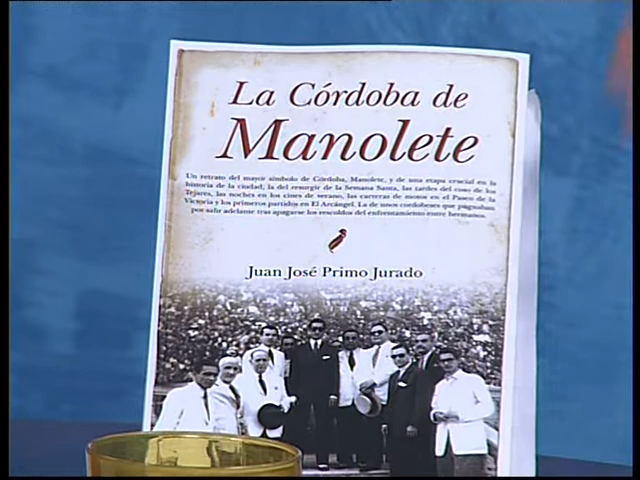 La Córdoba de
Manolete
Un retrato del mayor símbolo de Córdoba, Manolete, y de una etapa crucial en la
historia de la ciudad, la del resurgir de la Semana Santa, las tardes del coso de los
Tejares, las noches en los cines de verano, las carreras de motos en el Paseo de la
Victoria y los primeros partidos en El Arcángel. La de unos cordobeses que pugnaban
por salir adelante tras apagarse los rescoldos del enfrentamiento entre hermanos.
Juan José Primo Jurado